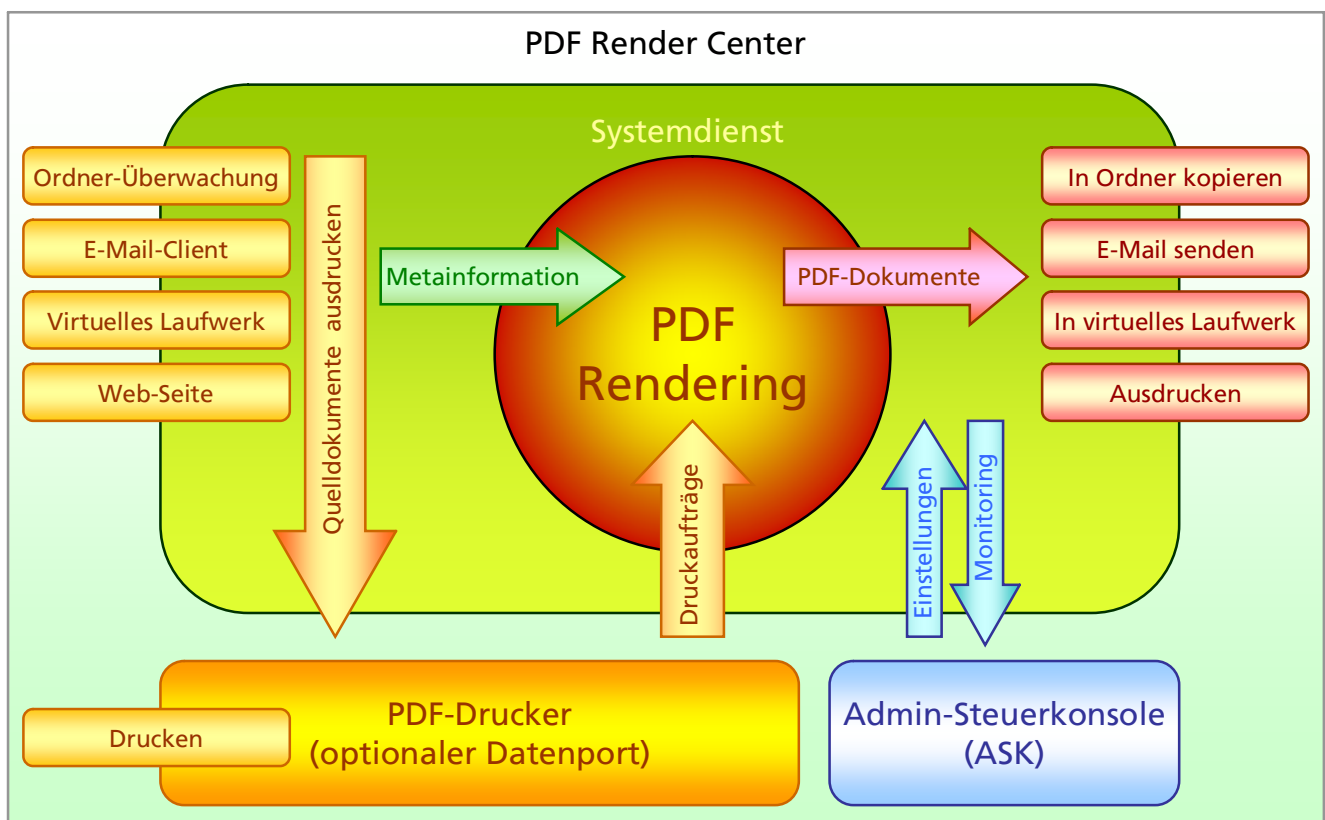 PDF Render Center
Systemdienst
Ordner-Überwachung
E-Mail-Client
Virtuelles Laufwerk
Web-Seite
Quelldokumente ausdrucken
Metainformation
PDF
Rendering
PDF-Dokumente
In Ordner kopieren
E-Mail senden
In virtuelles Laufwerk
Ausdrucken
Druckaufträge
Einstellungen
Monitoring
Drucken
PDF-Drucker
(optionaler Datenport)
Admin-Steuerkonsole
(ASK)